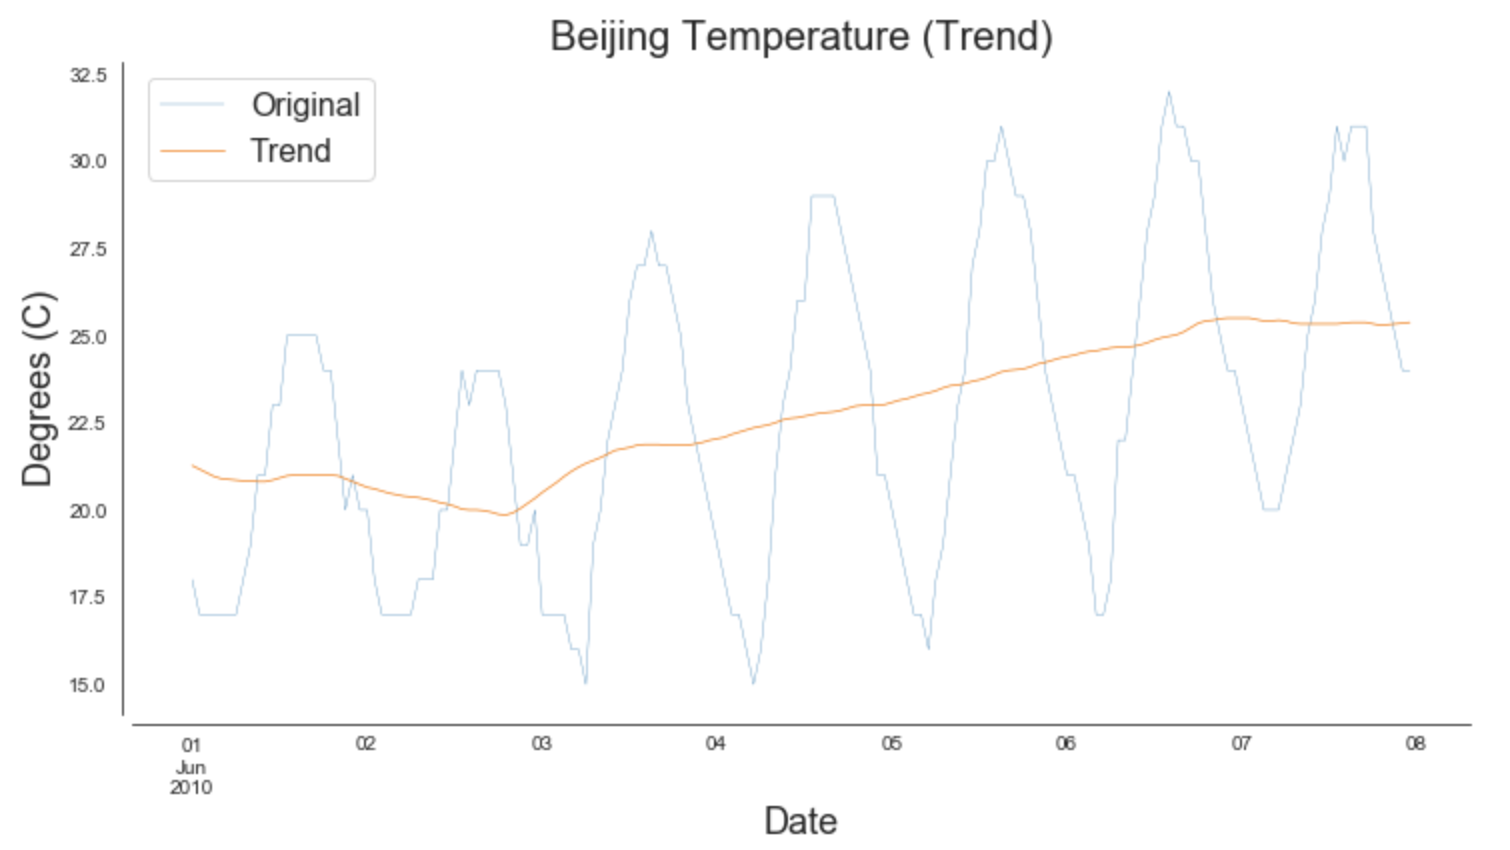 Beijing Temperature (Trend)
32.5
30.0
27.5
25.0
22.5
20.0
17.5
15.0
Degrees (C)
Original
Trend
01 02 03 04 05 06 07 08
Jun
2010
Date